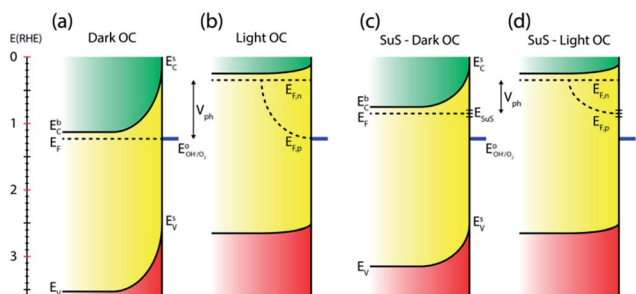 (a)
(b)
(c)
(d)
E(RHE)
Dark OC
Light OC
SuS - Dark OC
SuS - Light OC
0
1
2
3
E^s_C
E^b_C
E_F
E^o_OH/O₂
E^s_V
E_V
V_ph
E_F,n
E_F,p
E^s_C
E^b_C
E_F
E_SuS
E^o_OH/O₂
E^s_V
E_V
V_ph
E_F,n
E_F,p